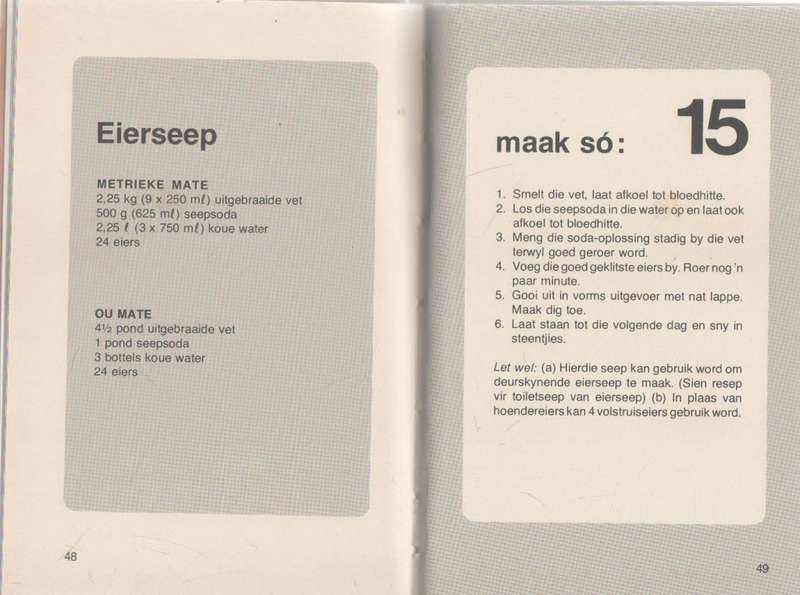 Eierseep
METRIEKE MATE
2,25 kg (9 x 250 mℓ) uitgebraaide vet
500 g (625 mℓ) seepsoda
2,25 ℓ (3 x 750 mℓ) koue water
24 eiers
OU MATE
4½ pond uitgebraaide vet
1 pond seepsoda
3 bottels koue water
24 eiers
48
15
maak só:
1. Smelt die vet, laat afkoel tot bloedhitte.
2. Los die seepsoda in die water op en laat ook
afkoel tot bloedhitte.
3. Meng die soda-oplossing stadig by die vet
terwyl goed geroer word.
4. Voeg die goed geklitste eiers by. Roer nog 'n
paar minute.
5. Gooi uit in vorms uitgevoer met nat lappe.
Maak dig toe.
6. Laat staan tot die volgende dag en sny in
steentjies.
Let wel: (a) Hierdie seep kan gebruik word om
deurskynende eierseep te maak. (Sien resep
vir toiletseep van eierseep) (b) In plaas van
hoendereiers kan 4 volstruiseiers gebruik word.
49